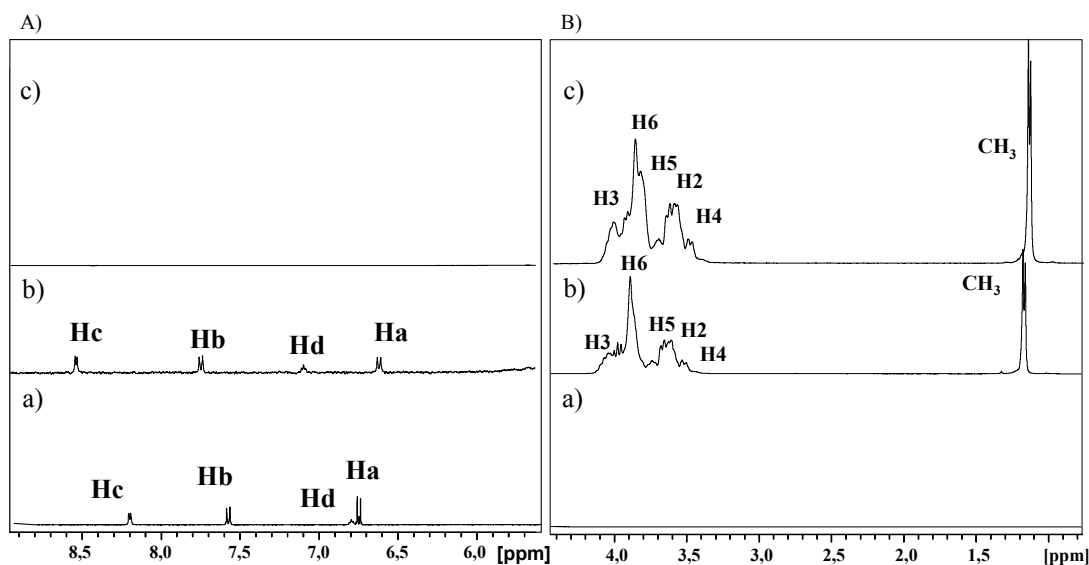 A)
B)
c)
b)
Hc
Hb
Hd
Ha
a)
Hc
Hb
Hd
Ha
8,5
8,0
7,5
7,0
6,5
6,0
[ppm]
c)
H3
H6
H5
H2
H4
CH3
b)
H3
H6
H5
H2
H4
CH3
a)
4,0
3,5
3,0
2,5
2,0
1,5
[ppm]